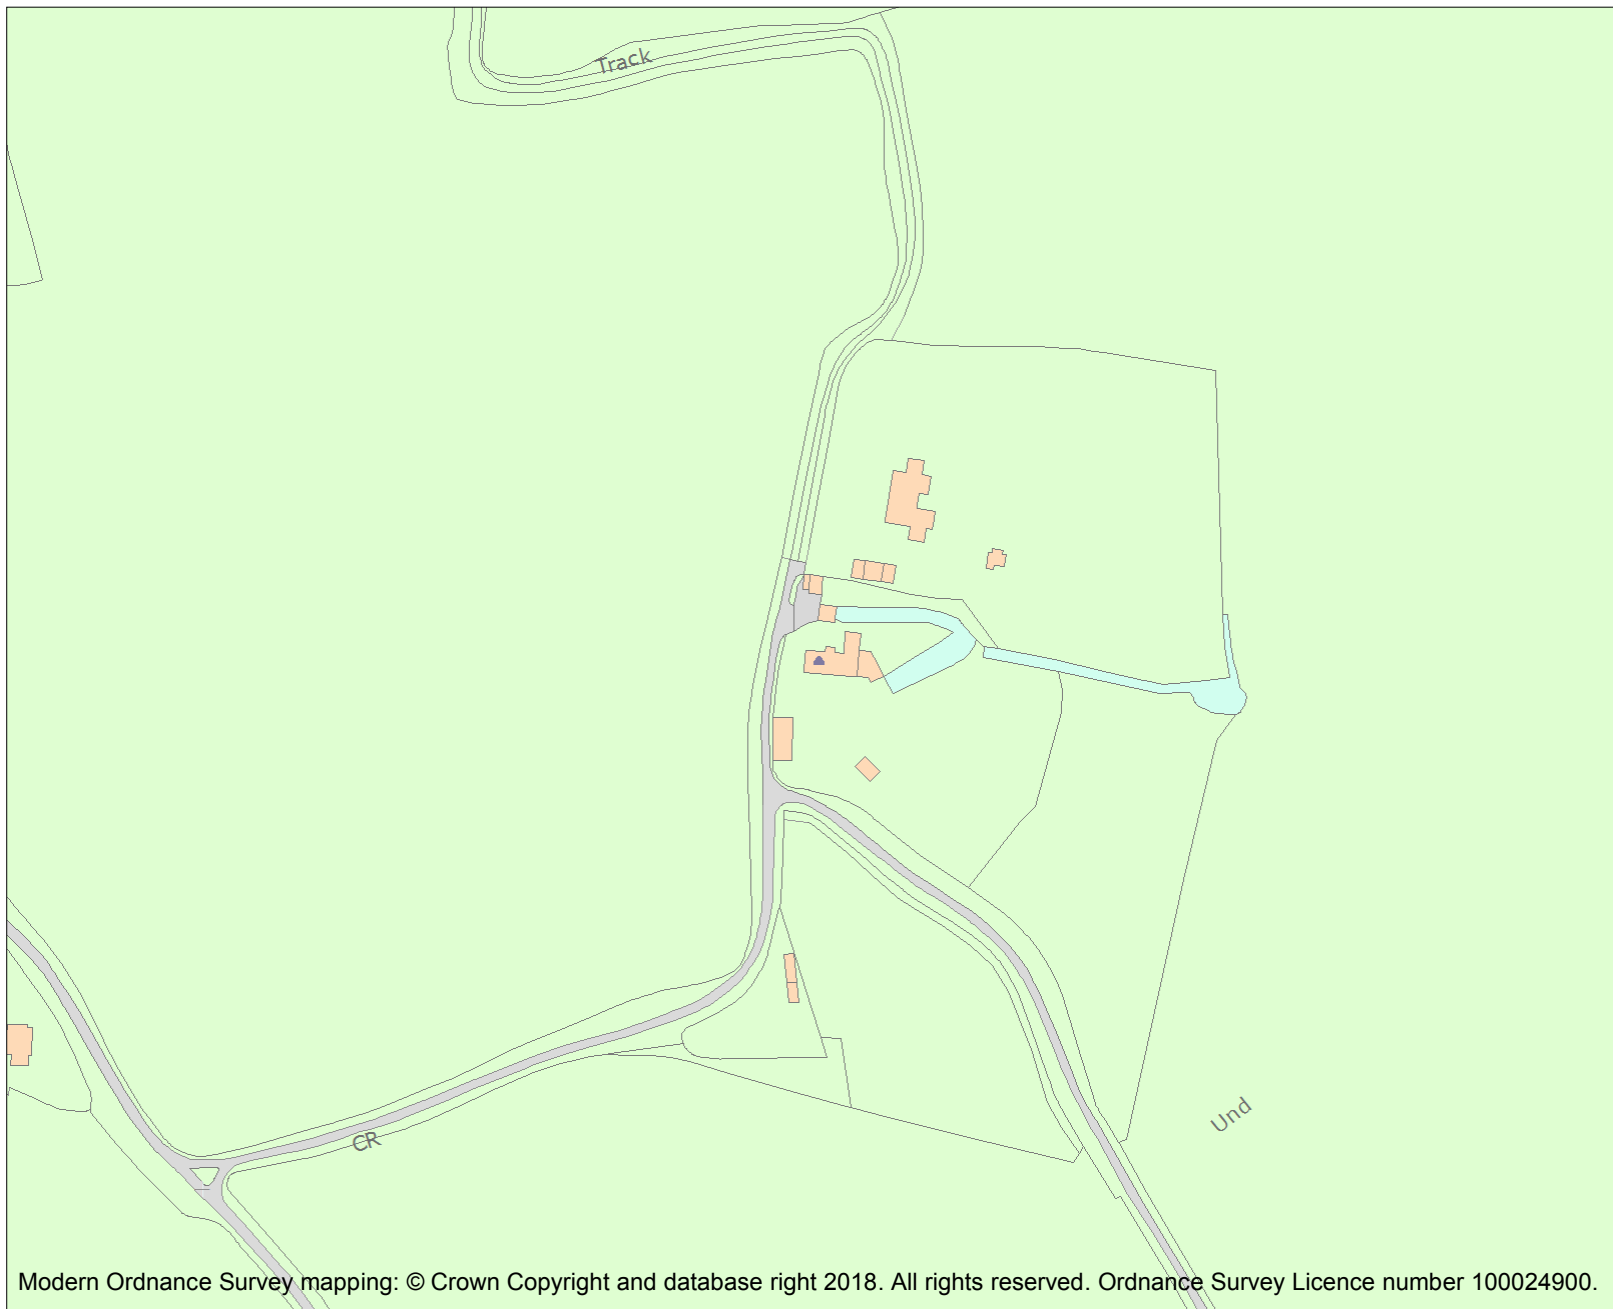 Track
CR
Und
Modern Ordnance Survey mapping: © Crown Copyright and database right 2018. All rights reserved. Ordnance Survey Licence number 100024900.